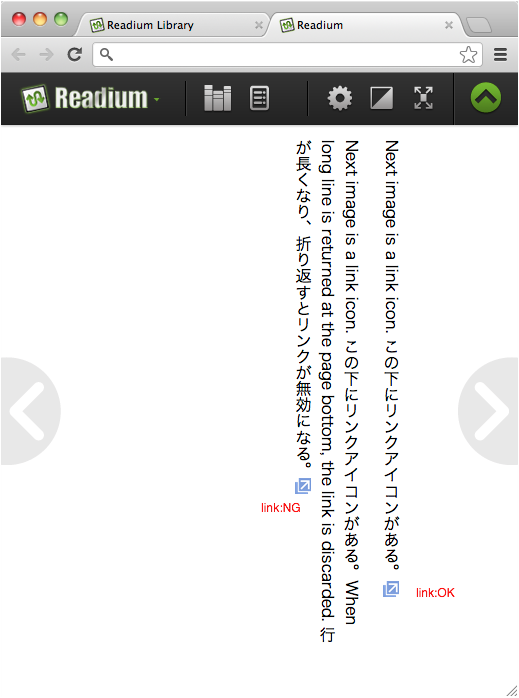 Readium Library
Readium
Readium
Next image is a link icon. この下にリンクアイコンがある。
link:OK
Next image is a link icon. この下にリンクアイコンがある。When
long line is returned at the page bottom, the link is discarded. 行
が長くなり、折り返すとリンクが無効になる。
link:NG